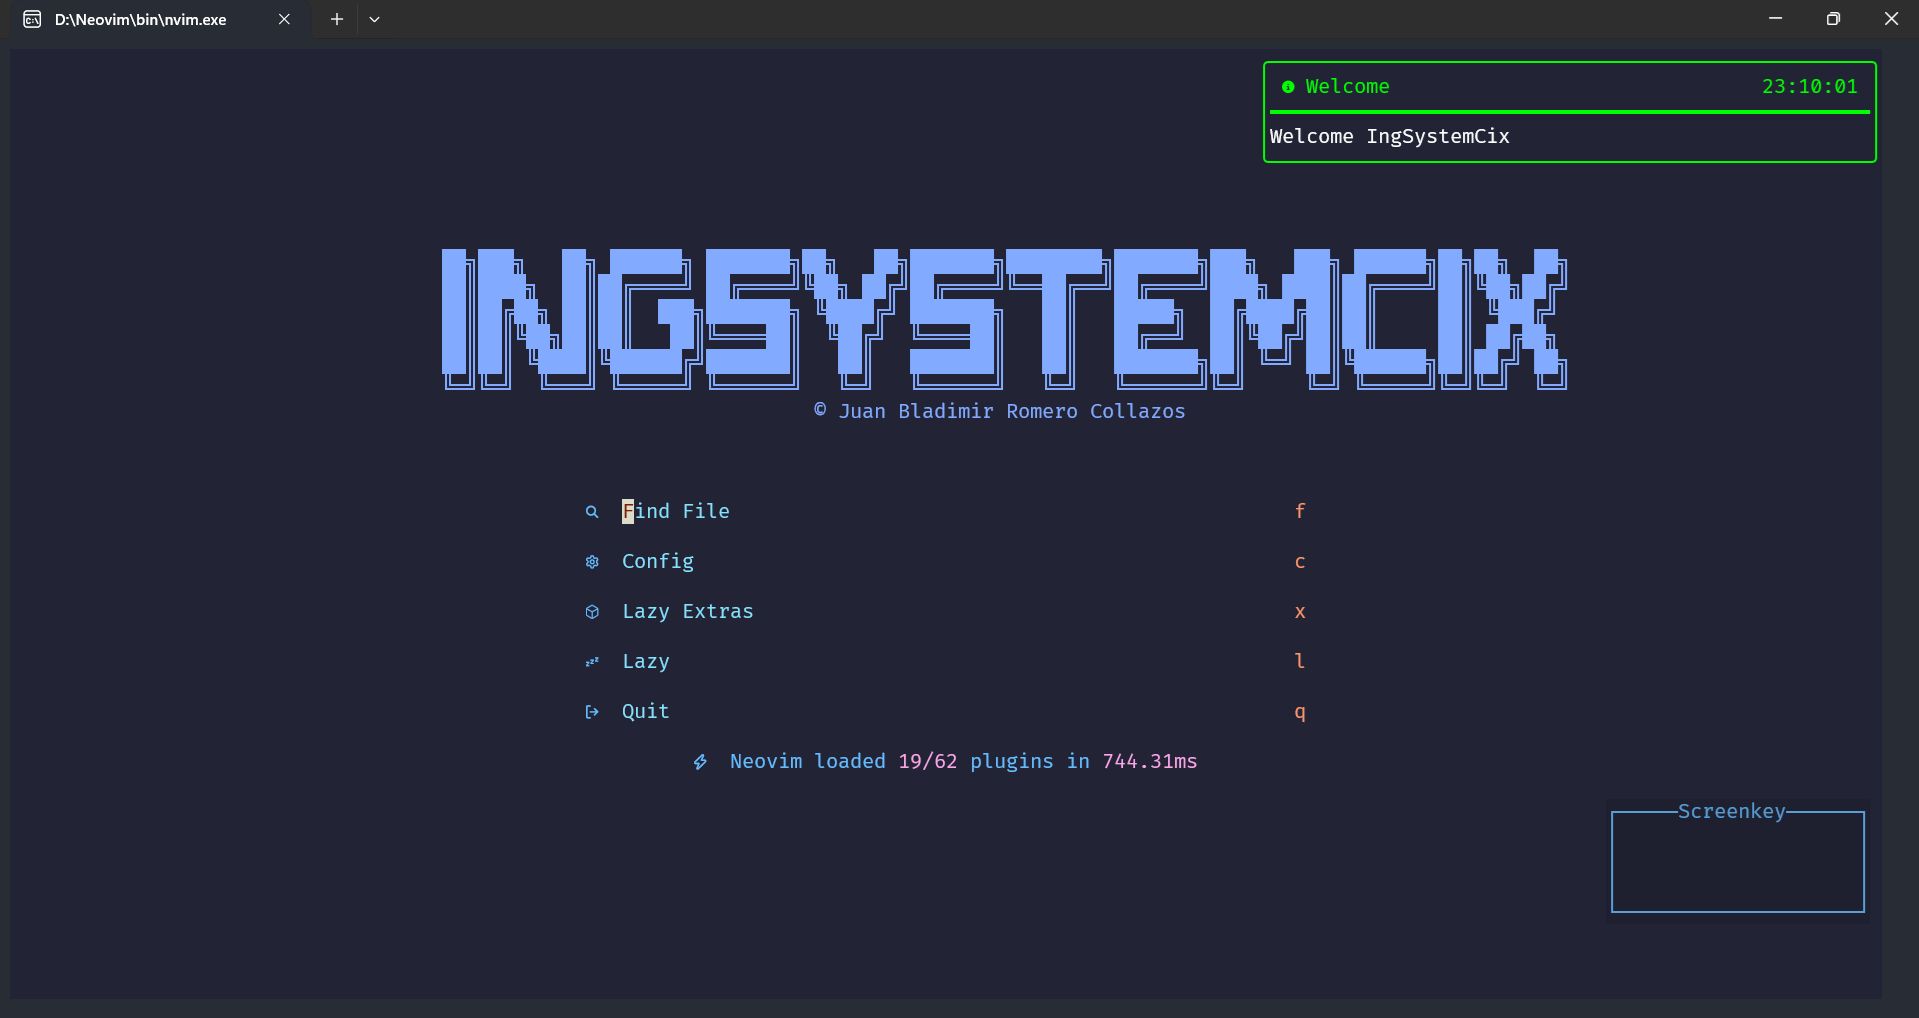 D:\Neovim\bin\nvim.exe
Welcome 23:10:01
Welcome IngSystemCix
INGSYSTEMCIX
© Juan Bladimir Romero Collazos
Find File f
Config c
Lazy Extras x
Lazy l
Quit q
Neovim loaded 19/62 plugins in 744.31ms
Screenkey